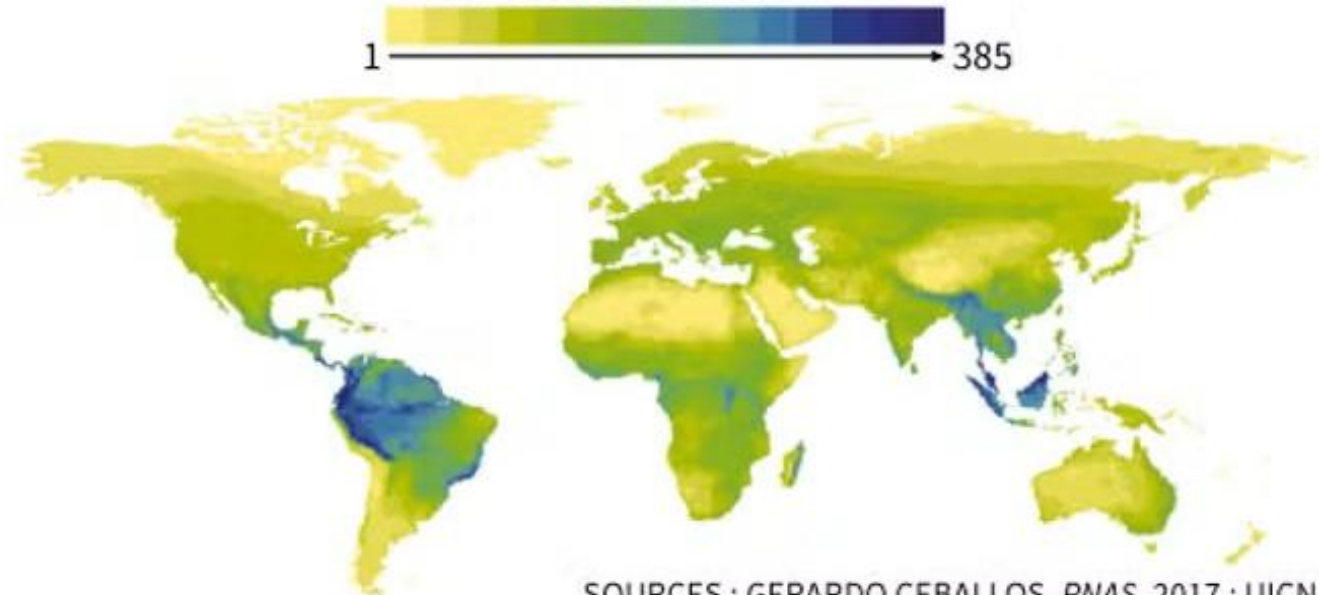 1 385
SOURCES : GERARDO CEBALLOS, PNAS, 2017 ; UICN